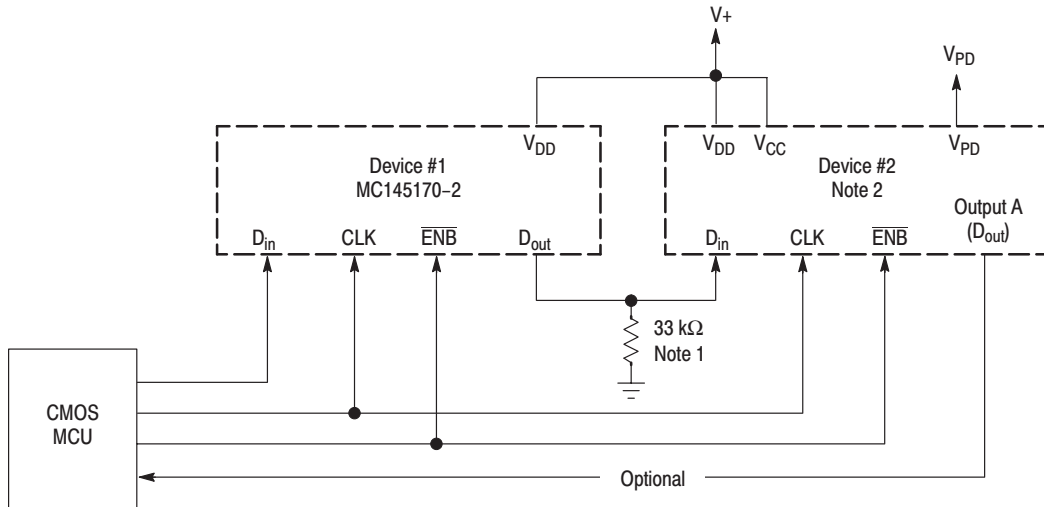 V+
VPD
VDD
VDD VCC
VPD
Device #1
MC145170–2
Device #2
Note 2
Output A
(Dout)
Din CLK ENB Dout
Din CLK ENB
33 kΩ
Note 1
CMOS
MCU
Optional